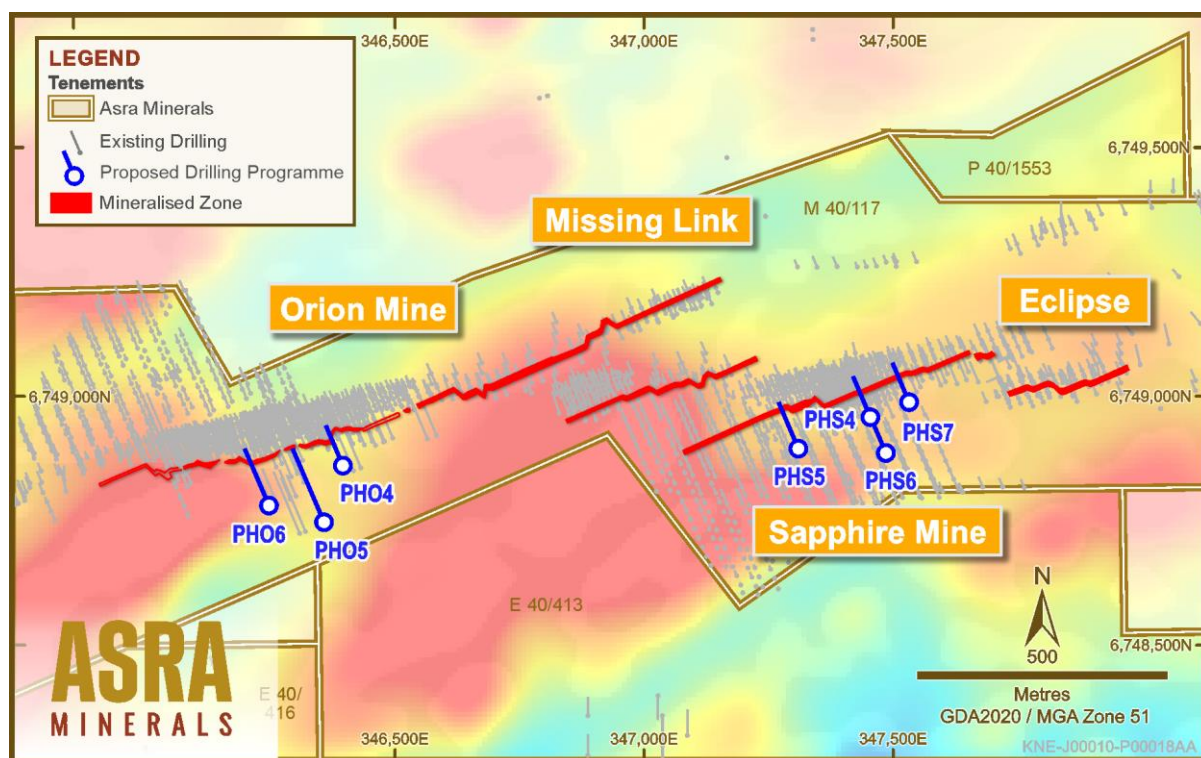 346,500E
347,000E
347,500E
LEGEND
Tenements
Asra Minerals
Existing Drilling
Proposed Drilling Programme
Mineralised Zone
6,749,500N
P 40/1553
M 40/117
Missing Link
Orion Mine
Eclipse
6,749,000N
6,749,000N
PHS4
PHS7
PHS5
PHS6
PHO4
PHO6
PHO5
Sapphire Mine
E 40/413
N
500
Metres
GDA2020 / MGA Zone 51
6,748,500N
ASRA
MINERALS
E 40/
416
346,500E
347,000E
347,500E
KNE-J00010-P00018AA